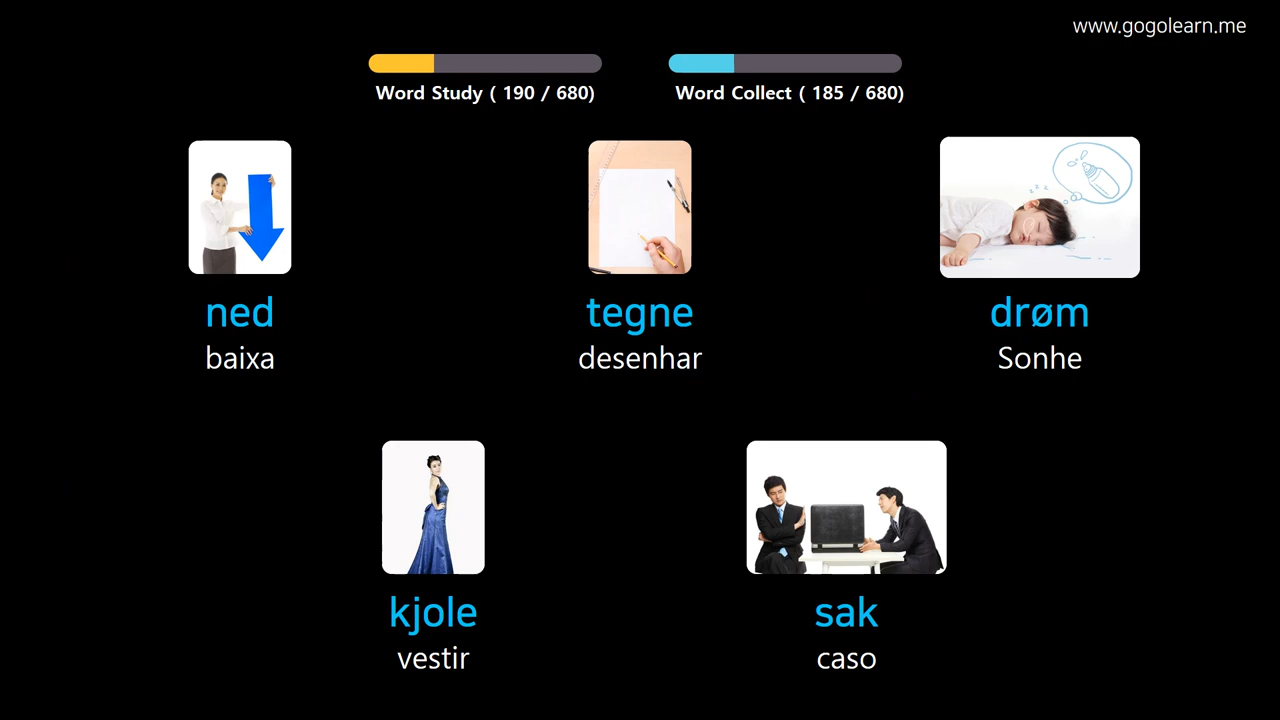 www.gogolearn.me
Word Study ( 190 / 680)
Word Collect ( 185 / 680)
ned
baixa
tegne
desenhar
drøm
Sonhe
kjole
vestir
sak
caso